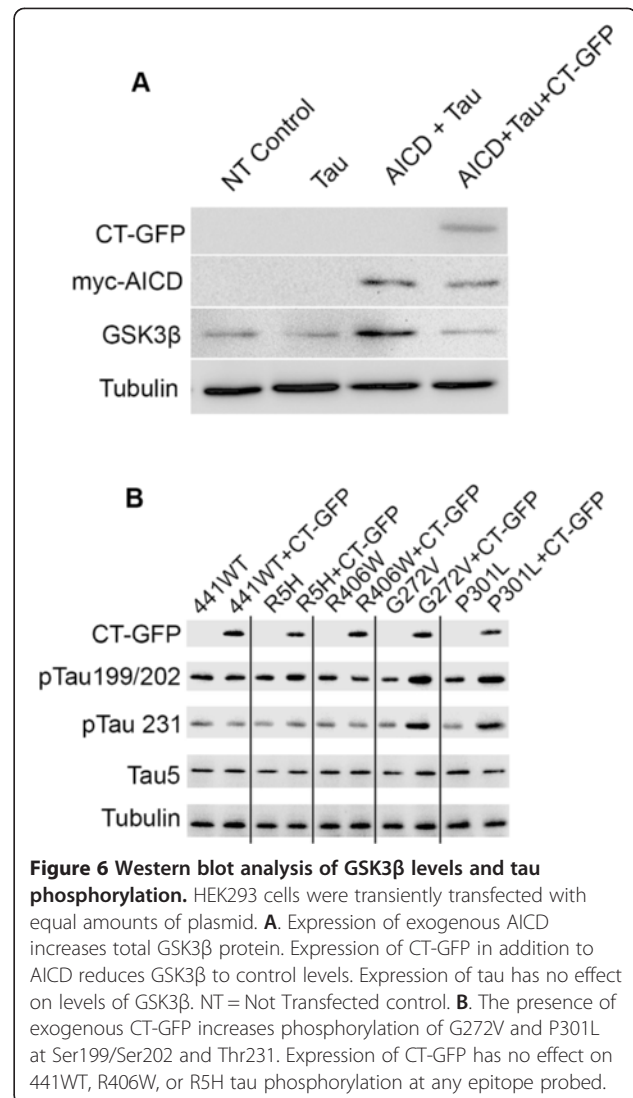 A
NT Control
Tau
AICD + Tau
AICD+Tau+CT-GFP
CT-GFP
myc-AICD
GSK3β
Tubulin
B
441WT
441WT+CT-GFP
R5H
R5H+CT-GFP
R406W
R406W+CT-GFP
G272V
G272V+CT-GFP
P301L
P301L+CT-GFP
CT-GFP
pTau199/202
pTau 231
Tau5
Tubulin
Figure 6 Western blot analysis of GSK3β levels and tau
phosphorylation. HEK293 cells were transiently transfected with
equal amounts of plasmid. A. Expression of exogenous AICD
increases total GSK3β protein. Expression of CT-GFP in addition to
AICD reduces GSK3β to control levels. Expression of tau has no effect
on levels of GSK3β. NT = Not Transfected control. B. The presence of
exogenous CT-GFP increases phosphorylation of G272V and P301L
at Ser199/Ser202 and Thr231. Expression of CT-GFP has no effect on
441WT, R406W, or R5H tau phosphorylation at any epitope probed.